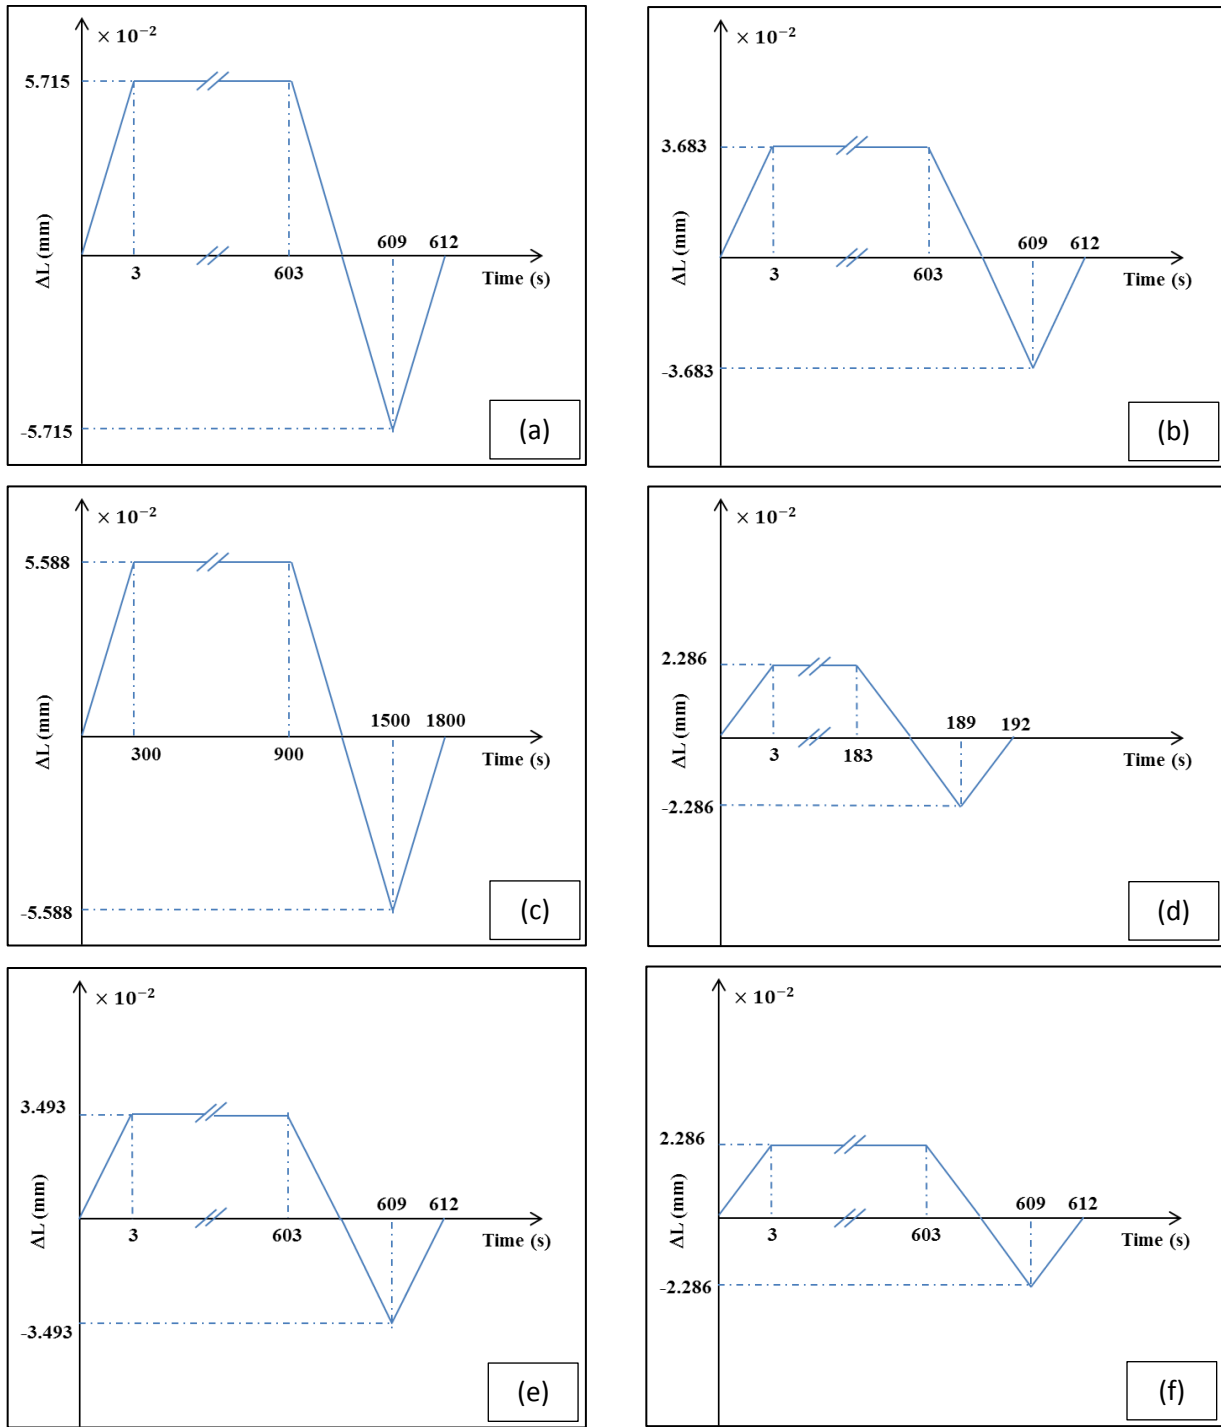 × 10⁻²
5.715
ΔL (mm)
609 612
3 603 Time (s)
-5.715
(a)
× 10⁻²
3.683
ΔL (mm)
609 612
3 603 Time (s)
-3.683
(b)
× 10⁻²
5.588
ΔL (mm)
1500 1800
300 900 Time (s)
-5.588
(c)
× 10⁻²
2.286
ΔL (mm)
189 192
3 183 Time (s)
-2.286
(d)
× 10⁻²
3.493
ΔL (mm)
609 612
3 603 Time (s)
-3.493
(e)
× 10⁻²
2.286
ΔL (mm)
609 612
3 603 Time (s)
-2.286
(f)